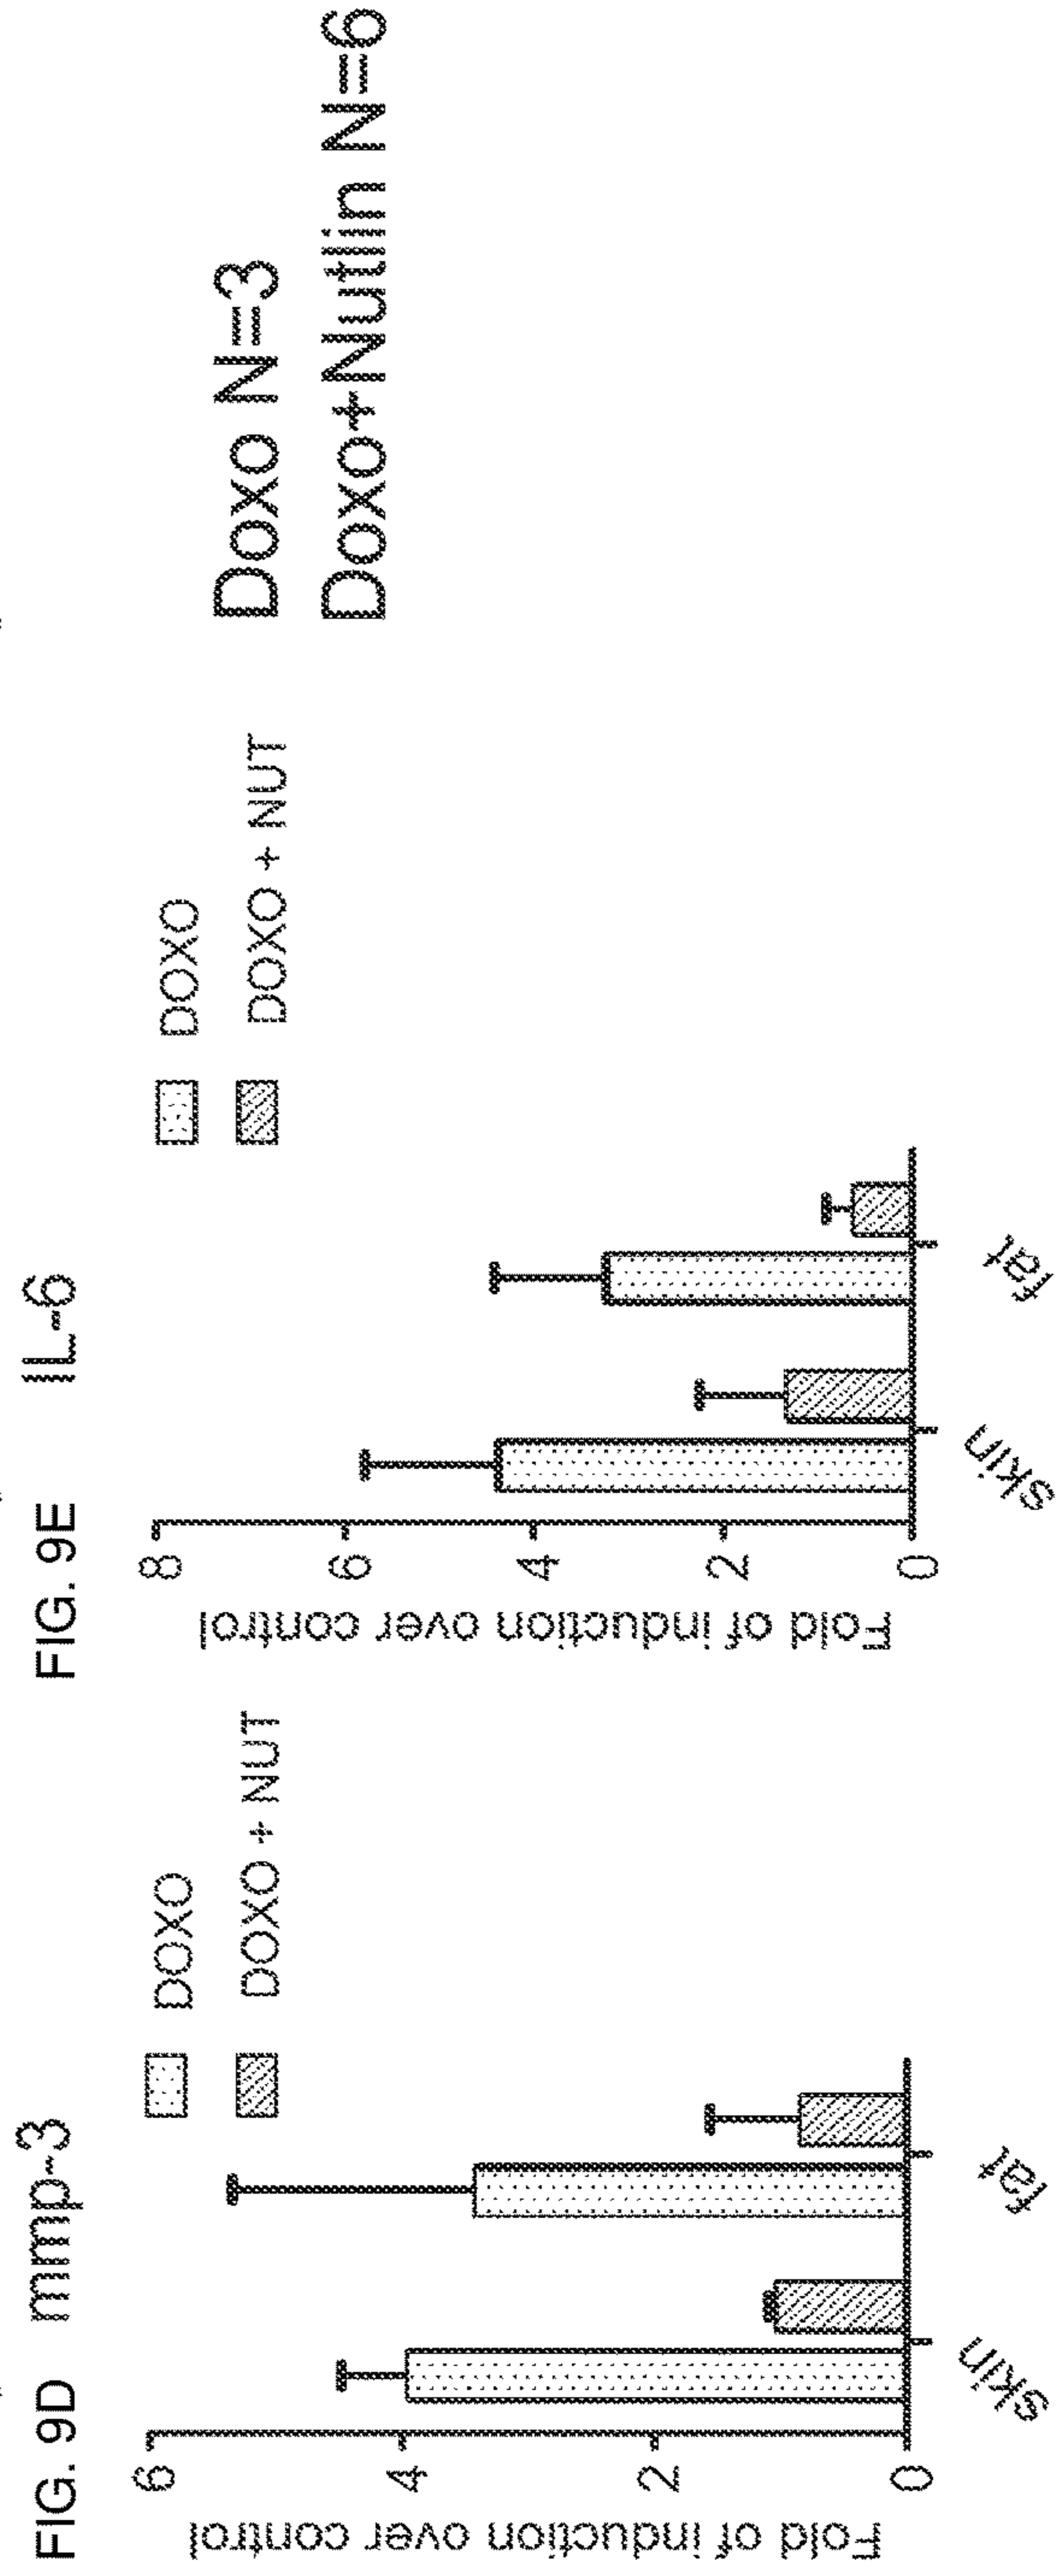 FIG. 9D
mmp-3
Fold of induction over control
6
4
2
0
skin
fat
DOXO
DOXO + NUT
FIG. 9E
IL-6
Fold of induction over control
8
6
4
2
0
skin
fat
DOXO
DOXO + NUT
Doxo N=3
Doxo+Nutlin N=6